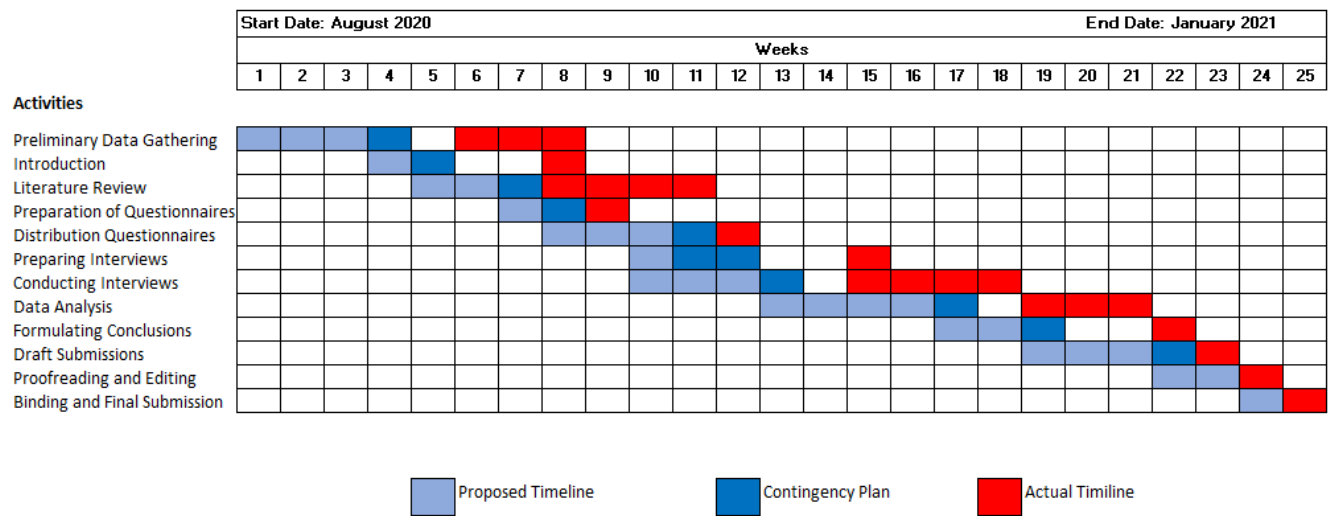 Start Date: August 2020 End Date: January 2021
Weeks
1 2 3 4 5 6 7 8 9 10 11 12 13 14 15 16 17 18 19 20 21 22 23 24 25
Activities
Preliminary Data Gathering
Introduction
Literature Review
Preparation of Questionnaires
Distribution Questionnaires
Preparing Interviews
Conducting Interviews
Data Analysis
Formulating Conclusions
Draft Submissions
Proofreading and Editing
Binding and Final Submission
Proposed Timeline Contingency Plan Actual Timiline